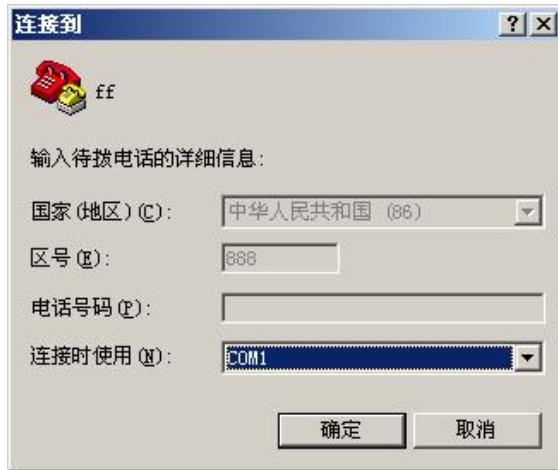 连接到
ff
输入待拨电话的详细信息:
国家(地区)(C): 中华人民共和国 (86)
区号(E): 888
电话号码(P):
连接时使用(N): COM1
确定 取消